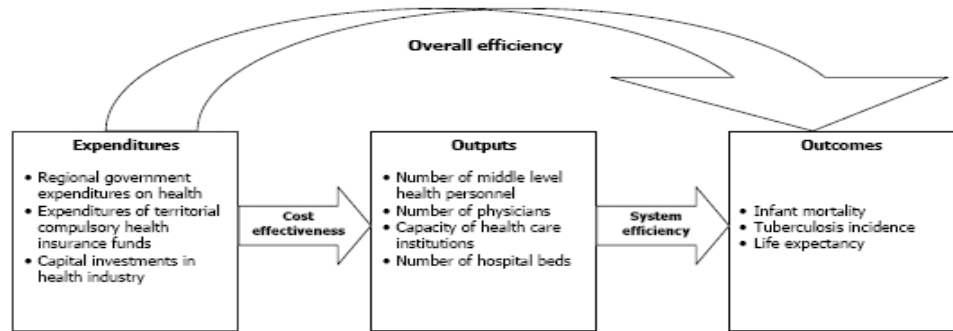 Overall efficiency
Expenditures
• Regional government
expenditures on health
• Expenditures of territorial
compulsory health
insurance funds
• Capital investments in
health industry
Cost
effectiveness
Outputs
• Number of middle level
health personnel
• Number of physicians
• Capacity of health care
institutions
• Number of hospital beds
System
efficiency
Outcomes
• Infant mortality
• Tuberculosis incidence
• Life expectancy